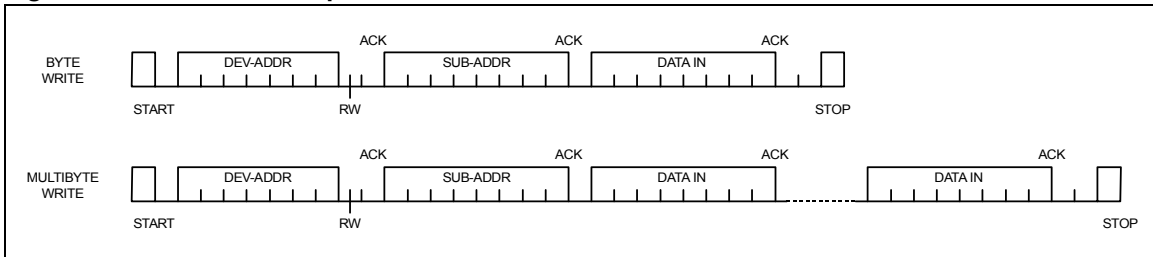 ACK ACK ACK
BYTE
WRITE
DEV-ADDR SUB-ADDR DATA IN
START RW STOP
ACK ACK ACK ACK
MULTIBYTE
WRITE
DEV-ADDR SUB-ADDR DATA IN DATA IN
START RW STOP